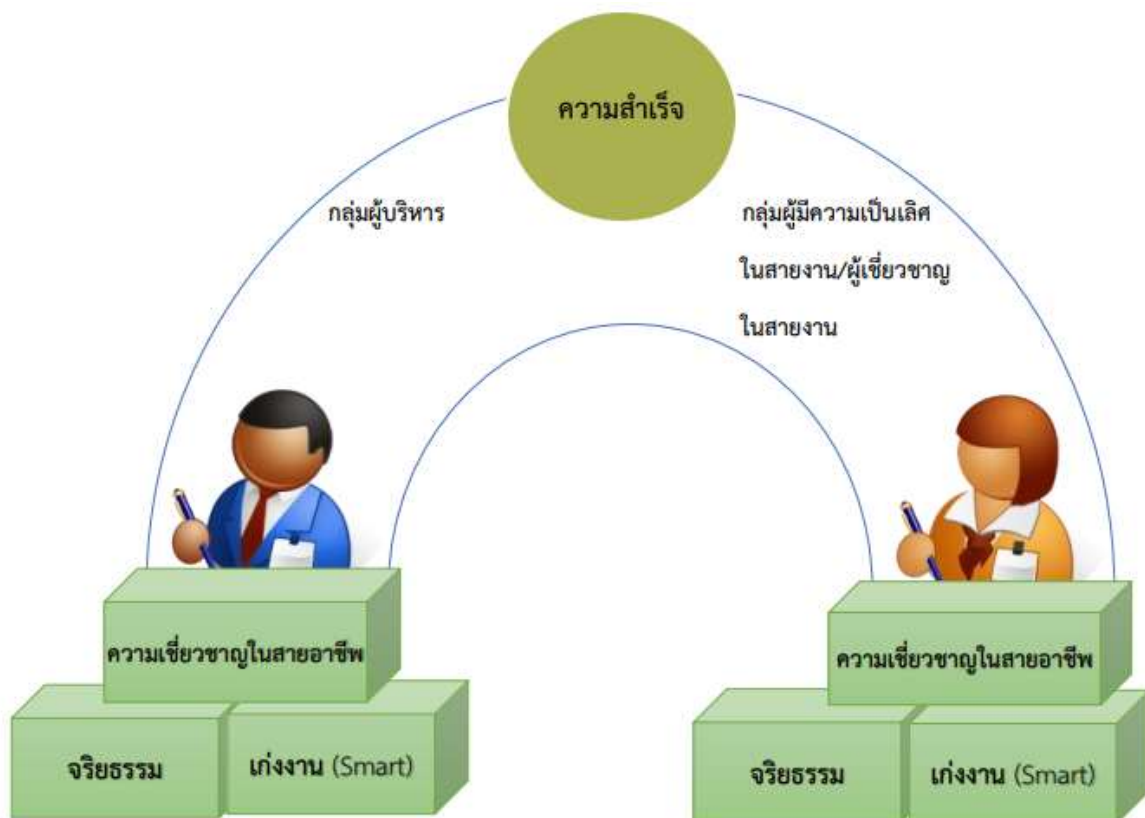 ความสำเร็จ
กลุ่มผู้บริหาร
กลุ่มผู้มีความเป็นเลิศ
ในสายงาน/ผู้เชี่ยวชาญ
ในสายงาน
ความเชี่ยวชาญในสายอาชีพ
จริยธรรม
เก่งงาน (Smart)
ความเชี่ยวชาญในสายอาชีพ
จริยธรรม
เก่งงาน (Smart)